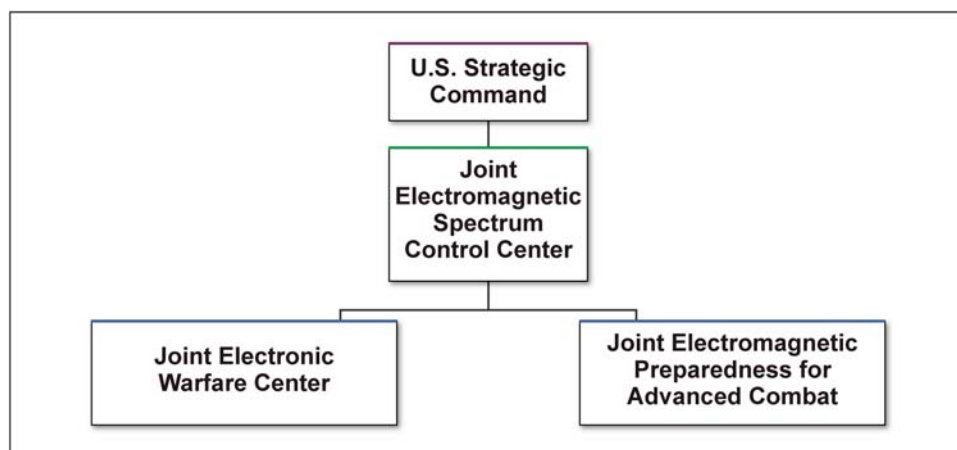 U.S. Strategic
Command
Joint
Electromagnetic
Spectrum
Control Center
Joint Electronic
Warfare Center
Joint Electromagnetic
Preparedness for
Advanced Combat